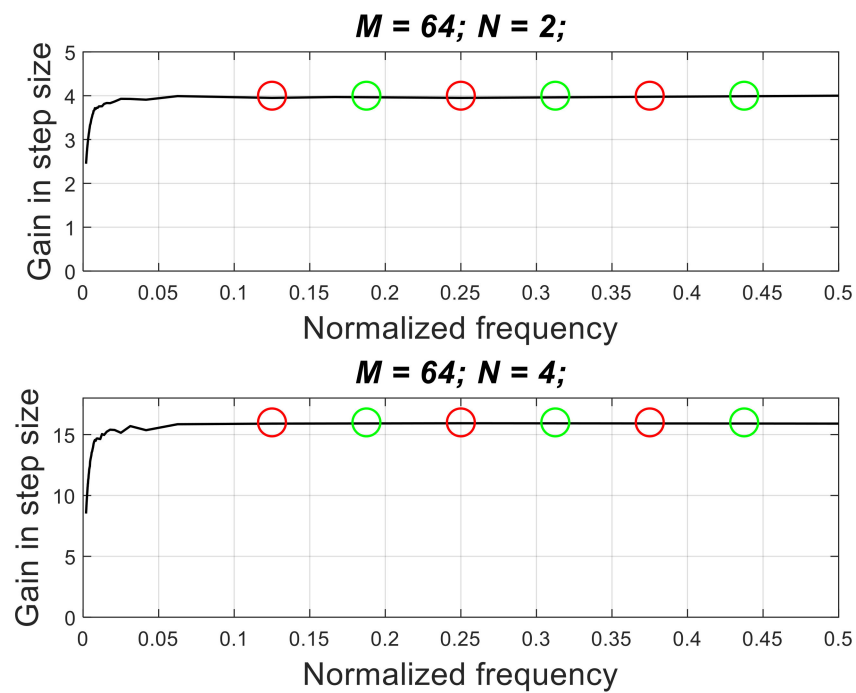 M = 64; N = 2;
Gain in step size
5
4
3
2
1
0
0 0.05 0.1 0.15 0.2 0.25 0.3 0.35 0.4 0.45 0.5
Normalized frequency
M = 64; N = 4;
Gain in step size
15
10
5
0
0 0.05 0.1 0.15 0.2 0.25 0.3 0.35 0.4 0.45 0.5
Normalized frequency